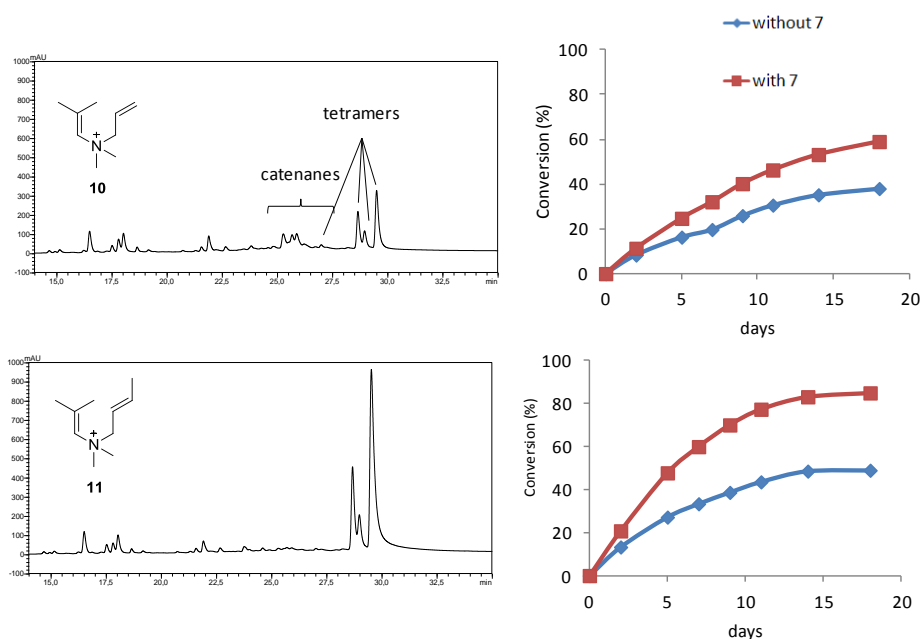 mAU
1000
900
800
700
600
500
400
300
200
100
0
-100
15,0 17,5 20,0 22,5 25,0 27,5 30,0 32,5 min
N
+
10
catenanes
tetramers
without 7
with 7
Conversion (%)
100
80
60
40
20
0
0 5 10 15 20
days
mAU
1000
900
800
700
600
500
400
300
200
100
0
-100
15,0 17,5 20,0 22,5 25,0 27,5 30,0 32,5 min
N
+
11
Conversion (%)
100
80
60
40
20
0
0 5 10 15 20
days